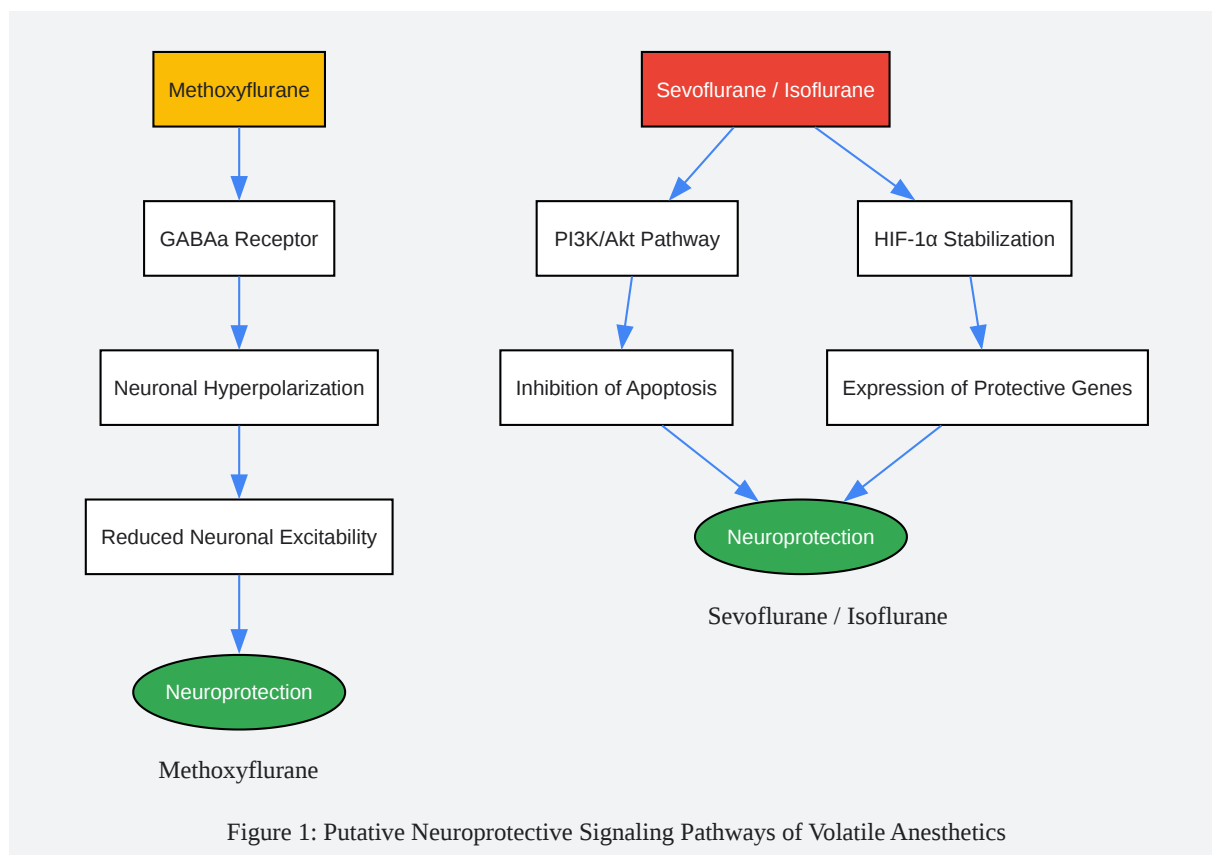 Methoxyflurane
GABAa Receptor
Neuronal Hyperpolarization
Reduced Neuronal Excitability
Neuroprotection
Methoxyflurane
Sevoflurane / Isoflurane
PI3K/Akt Pathway
HIF-1α Stabilization
Inhibition of Apoptosis
Expression of Protective Genes
Neuroprotection
Sevoflurane / Isoflurane
Figure 1: Putative Neuroprotective Signaling Pathways of Volatile Anesthetics